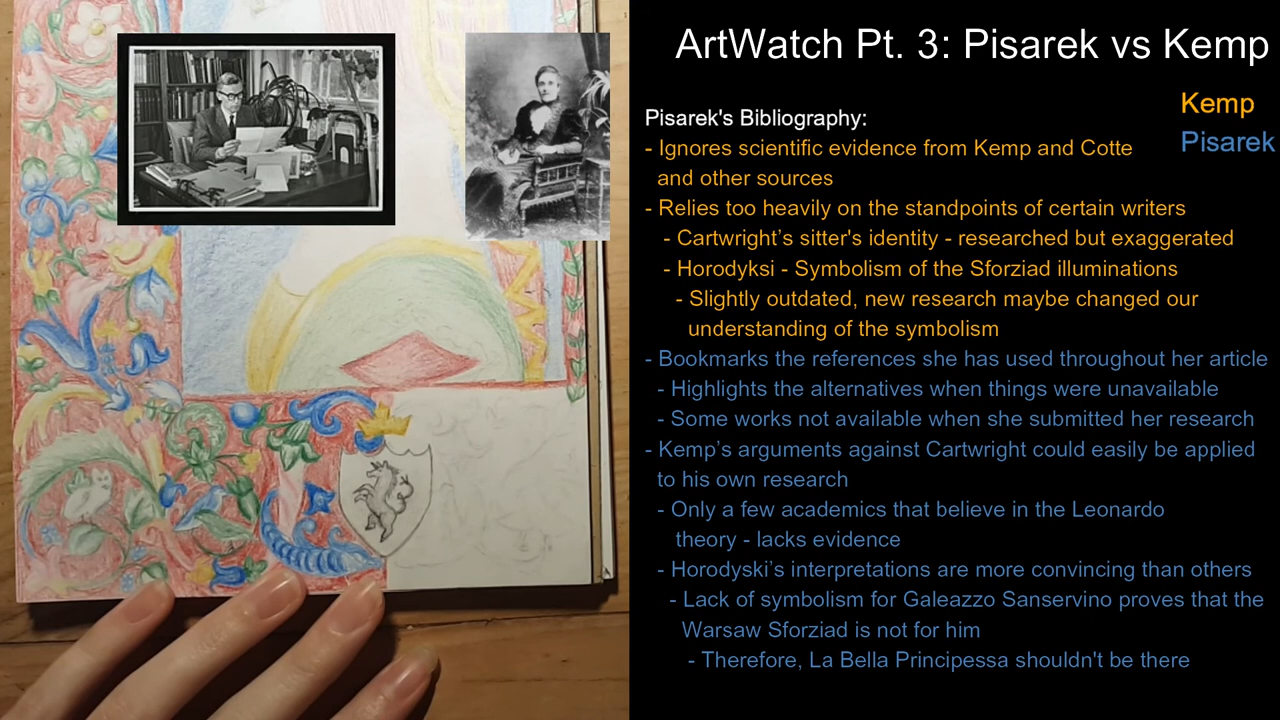 ArtWatch Pt. 3: Pisarek vs Kemp
Kemp
Pisarek
Pisarek's Bibliography:
- Ignores scientific evidence from Kemp and Cotte
and other sources
- Relies too heavily on the standpoints of certain writers
- Cartwright’s sitter's identity - researched but exaggerated
- Horodyksi - Symbolism of the Sforziad illuminations
- Slightly outdated, new research maybe changed our
understanding of the symbolism
- Bookmarks the references she has used throughout her article
- Highlights the alternatives when things were unavailable
- Some works not available when she submitted her research
- Kemp’s arguments against Cartwright could easily be applied
to his own research
- Only a few academics that believe in the Leonardo
theory - lacks evidence
- Horodyski’s interpretations are more convincing than others
- Lack of symbolism for Galeazzo Sanservino proves that the
Warsaw Sforziad is not for him
- Therefore, La Bella Principessa shouldn't be there